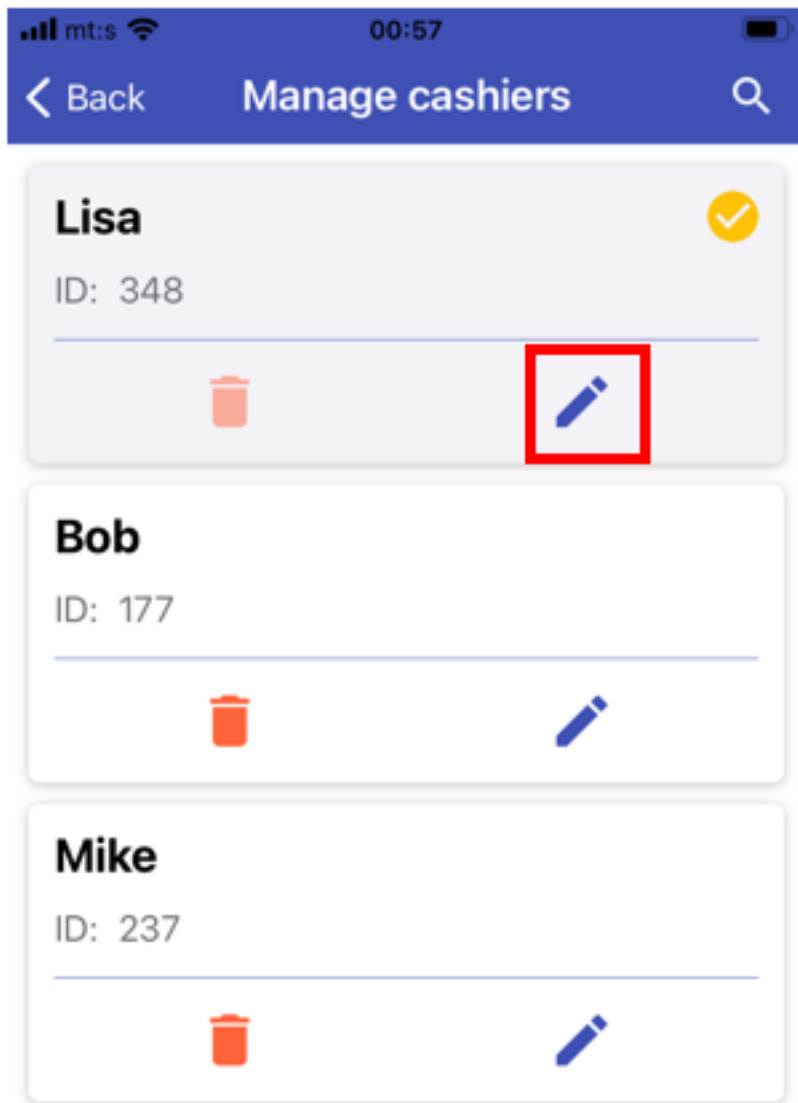 mt:s 00:57
Back Manage cashiers
Lisa
ID: 348
Bob
ID: 177
Mike
ID: 237